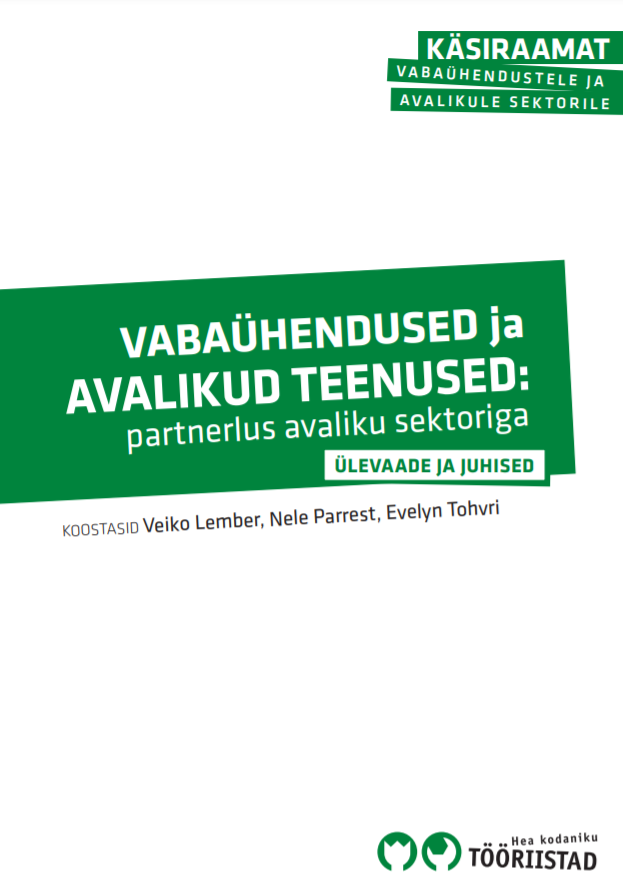 KÄSIRAAMAT
VABAÜHENDUSTELE JA
AVALIKULE SEKTORILE
VABAÜHENDUSED ja
AVALIKUD TEENUSED:
partnerlus avaliku sektoriga
ÜLEVAADE JA JUHISED
KOOSTASID Veiko Lember, Nele Parrest, Evelyn Tohvri
Hea kodaniku
TÖÖRIISTAD